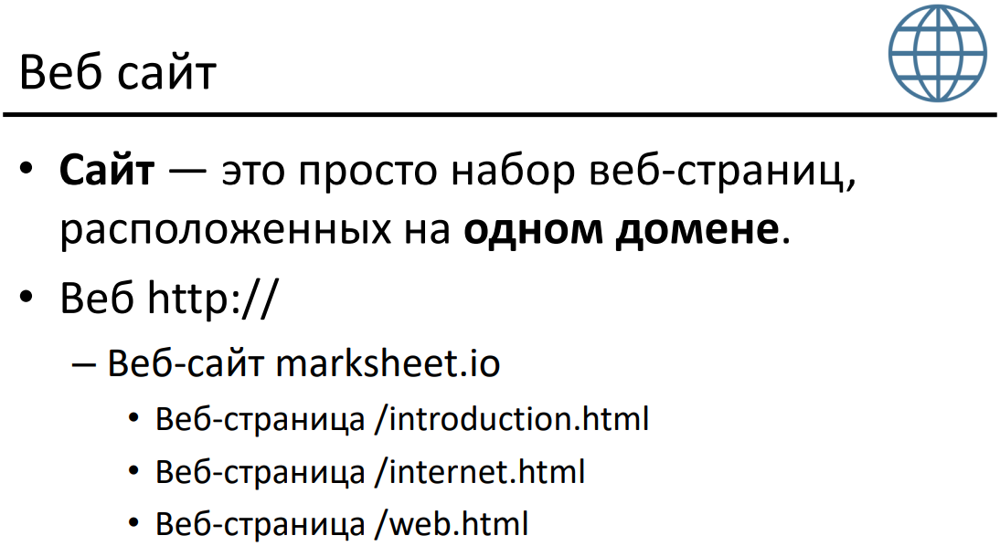 Веб сайт
• Сайт — это просто набор веб-страниц,
расположенных на одном домене.
• Веб http://
– Веб-сайт marksheet.io
• Веб-страница /introduction.html
• Веб-страница /internet.html
• Веб-страница /web.html